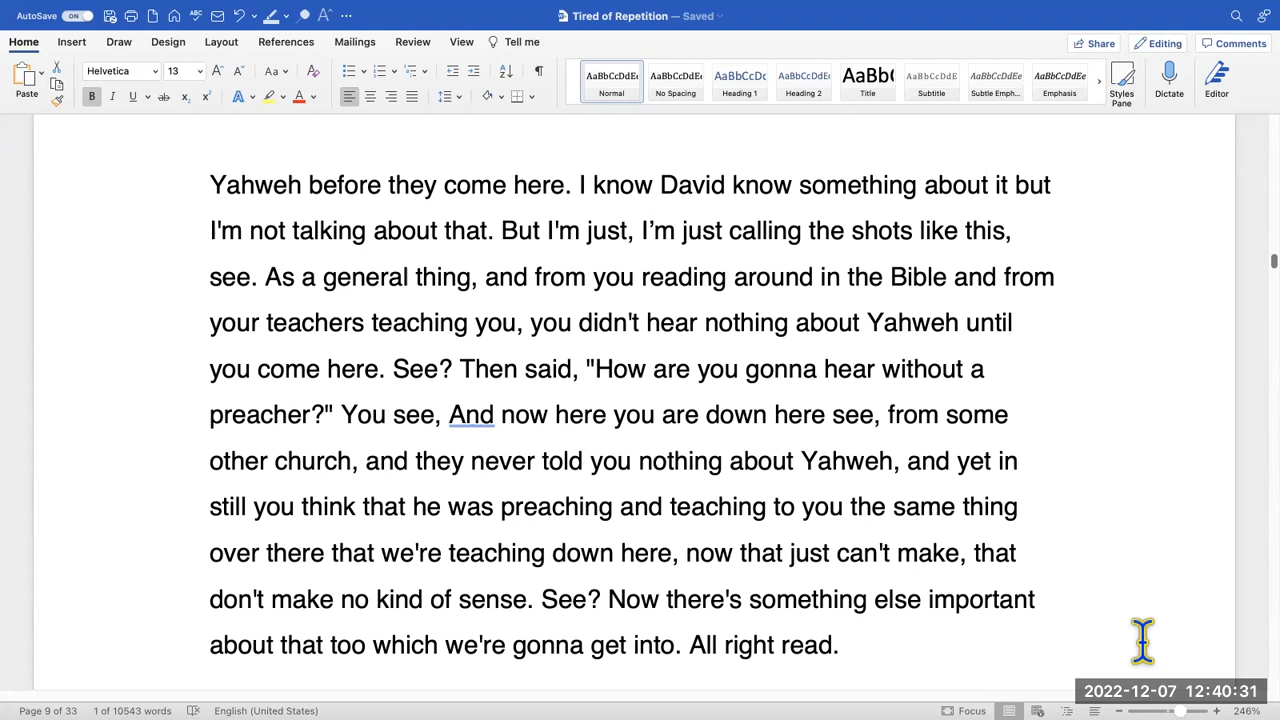 AutoSave ON Tired of Repetition — Saved
Home Insert Draw Design Layout References Mailings Review View Tell me Share Editing Comments
Paste Helvetica 13 AaBbCcDdEe Normal AaBbCcDdEe No Spacing AaBbCcDc Heading 1 AaBbCcDdEe Heading 2 AaBbC Title AaBbCcDdE Subtitle AaBbCcDdEe Subtle Emph... AaBbCcDdEe Emphasis Styles Pane Dictate Editor
Yahweh before they come here. I know David know something about it but
I'm not talking about that. But I'm just, I’m just calling the shots like this,
see. As a general thing, and from you reading around in the Bible and from
your teachers teaching you, you didn't hear nothing about Yahweh until
you come here. See? Then said, "How are you gonna hear without a
preacher?" You see, And now here you are down here see, from some
other church, and they never told you nothing about Yahweh, and yet in
still you think that he was preaching and teaching to you the same thing
over there that we're teaching down here, now that just can't make, that
don't make no kind of sense. See? Now there's something else important
about that too which we're gonna get into. All right read.
2022-12-07 12:40:31
Page 9 of 33 1 of 10543 words English (United States) Focus 246%